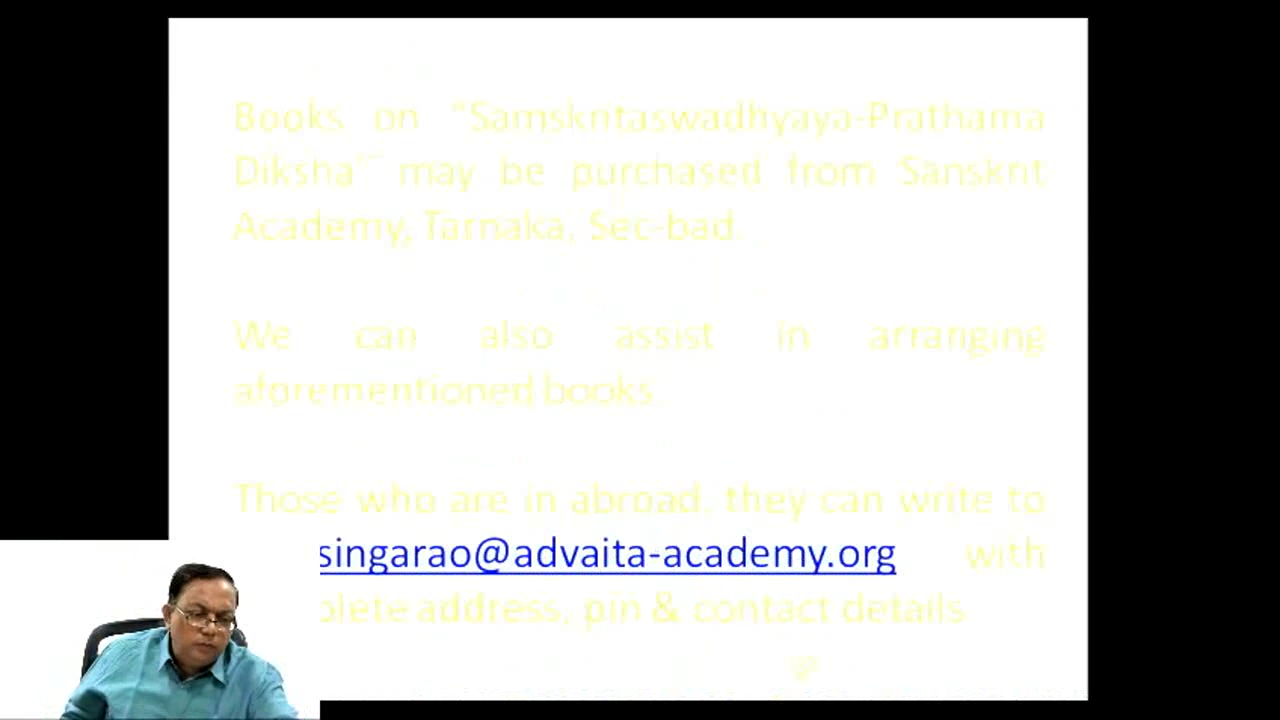 Books on "Samskritaswadhyaya-Prathama
Diksha" may be purchased from Sanskrit
Academy, Tarnaka, Sec-bad.
We can also assist in arranging
aforementioned books.
Those who are in abroad, they can write to
singarao@advaita-academy.org with
plete address, pin & contact details